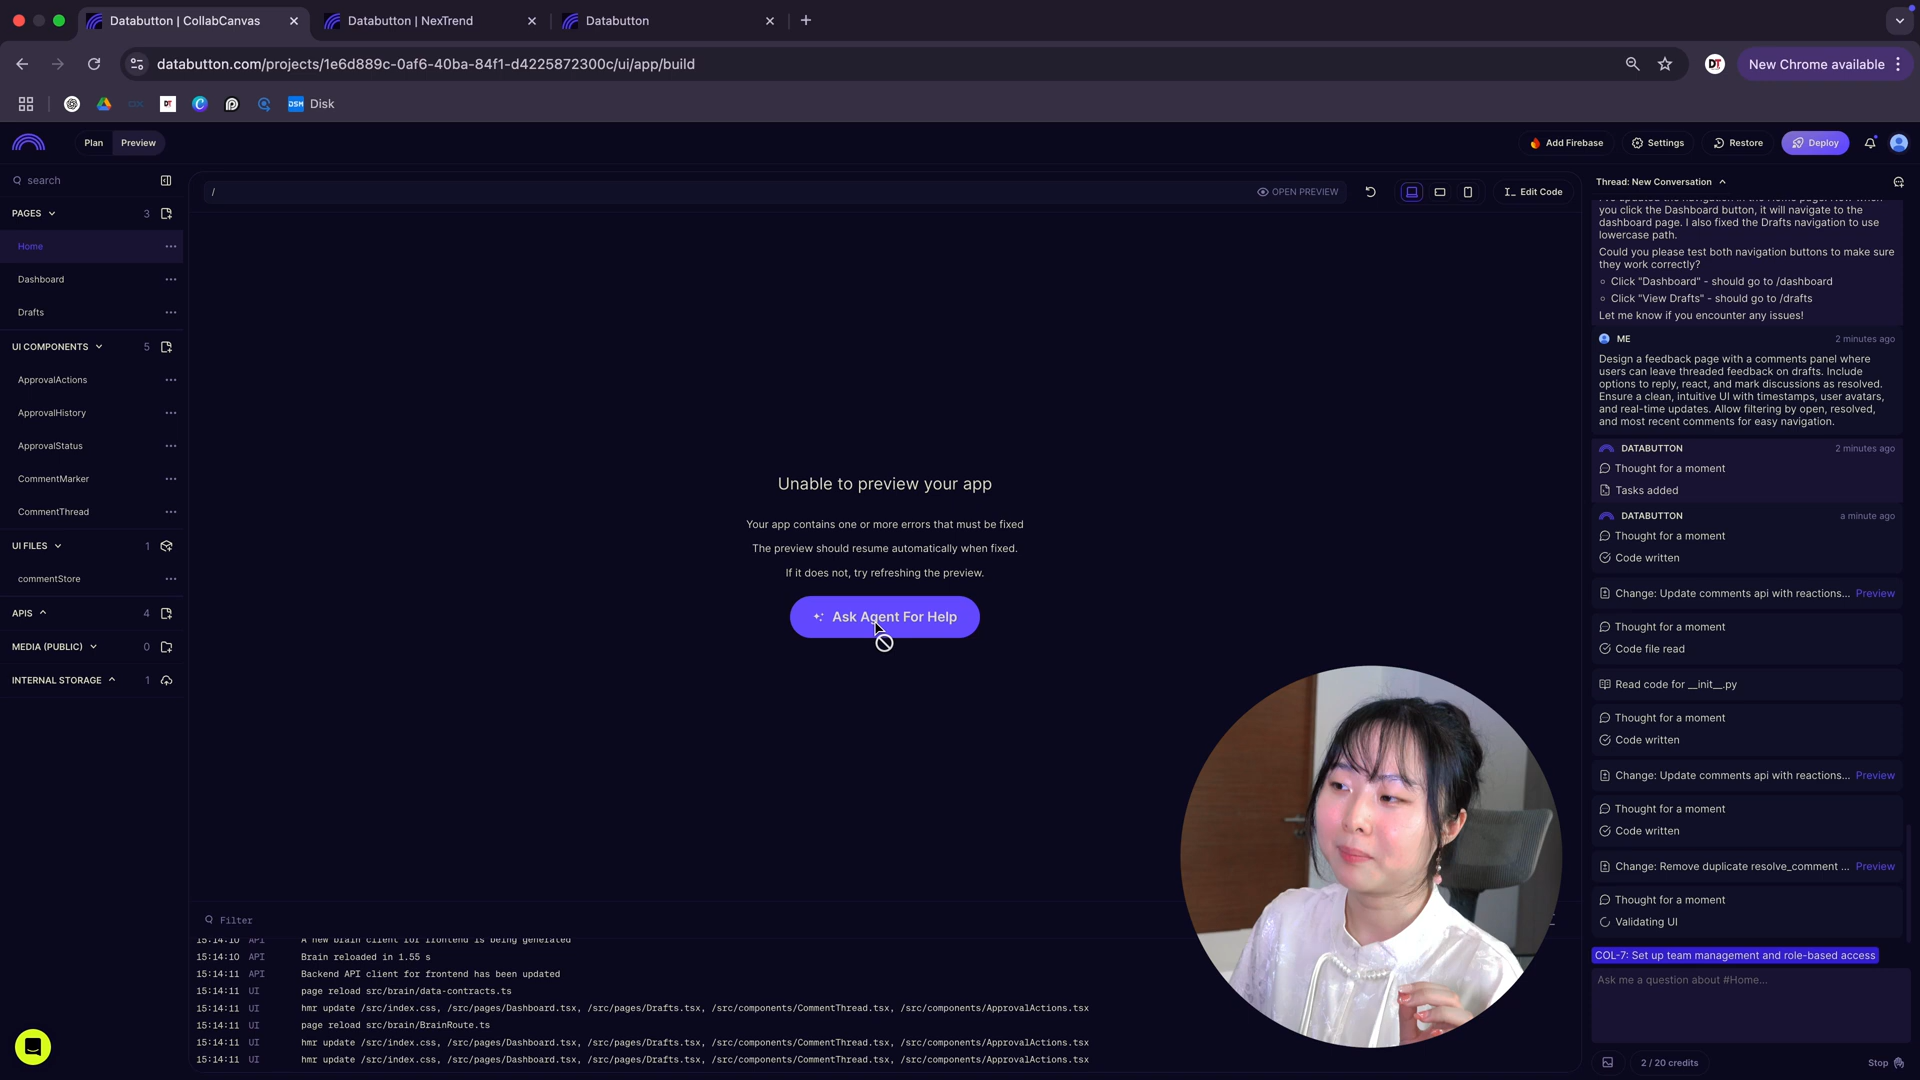 Databutton | CollabCanvas
Databutton | NexTrend
Databutton
databutton.com/projects/1e6d889c-0af6-40ba-84f1-d4225872300c/ui/app/build
New Chrome available
DT
DSM Disk
Plan
Preview
Add Firebase
Settings
Restore
Deploy
search
PAGES 3
Home
Dashboard
Drafts
UI COMPONENTS 5
ApprovalActions
ApprovalHistory
ApprovalStatus
CommentMarker
CommentThread
UI FILES 1
commentStore
APIS 4
MEDIA (PUBLIC) 0
INTERNAL STORAGE 1
/
OPEN PREVIEW
Edit Code
Unable to preview your app
Your app contains one or more errors that must be fixed
The preview should resume automatically when fixed.
If it does not, try refreshing the preview.
Ask Agent For Help
Filter
15:14:10 API A new brain client for frontend is being generated
15:14:10 API Brain reloaded in 1.55 s
15:14:11 API Backend API client for frontend has been updated
15:14:11 UI page reload src/brain/data-contracts.ts
15:14:11 UI hmr update /src/index.css, /src/pages/Dashboard.tsx, /src/pages/Drafts.tsx, /src/components/CommentThread.tsx, /src/components/ApprovalActions.tsx
15:14:11 UI page reload src/brain/BrainRoute.ts
15:14:11 UI hmr update /src/index.css, /src/pages/Dashboard.tsx, /src/pages/Drafts.tsx, /src/components/CommentThread.tsx, /src/components/ApprovalActions.tsx
15:14:11 UI hmr update /src/index.css, /src/pages/Dashboard.tsx, /src/pages/Drafts.tsx, /src/components/CommentThread.tsx, /src/components/ApprovalActions.tsx
Thread: New Conversation
you click the Dashboard button, it will navigate to the
dashboard page. I also fixed the Drafts navigation to use
lowercase path.
Could you please test both navigation buttons to make sure
they work correctly?
Click "Dashboard" - should go to /dashboard
Click "View Drafts" - should go to /drafts
Let me know if you encounter any issues!
ME 2 minutes ago
Design a feedback page with a comments panel where
users can leave threaded feedback on drafts. Include
options to reply, react, and mark discussions as resolved.
Ensure a clean, intuitive UI with timestamps, user avatars,
and real-time updates. Allow filtering by open, resolved,
and most recent comments for easy navigation.
DATABUTTON 2 minutes ago
Thought for a moment
Tasks added
DATABUTTON a minute ago
Thought for a moment
Code written
Change: Update comments api with reactions... Preview
Thought for a moment
Code file read
Read code for __init__.py
Thought for a moment
Code written
Change: Update comments api with reactions... Preview
Thought for a moment
Code written
Change: Remove duplicate resolve_comment ... Preview
Thought for a moment
Validating UI
COL-7: Set up team management and role-based access
Ask me a question about #Home...
2 / 20 credits
Stop